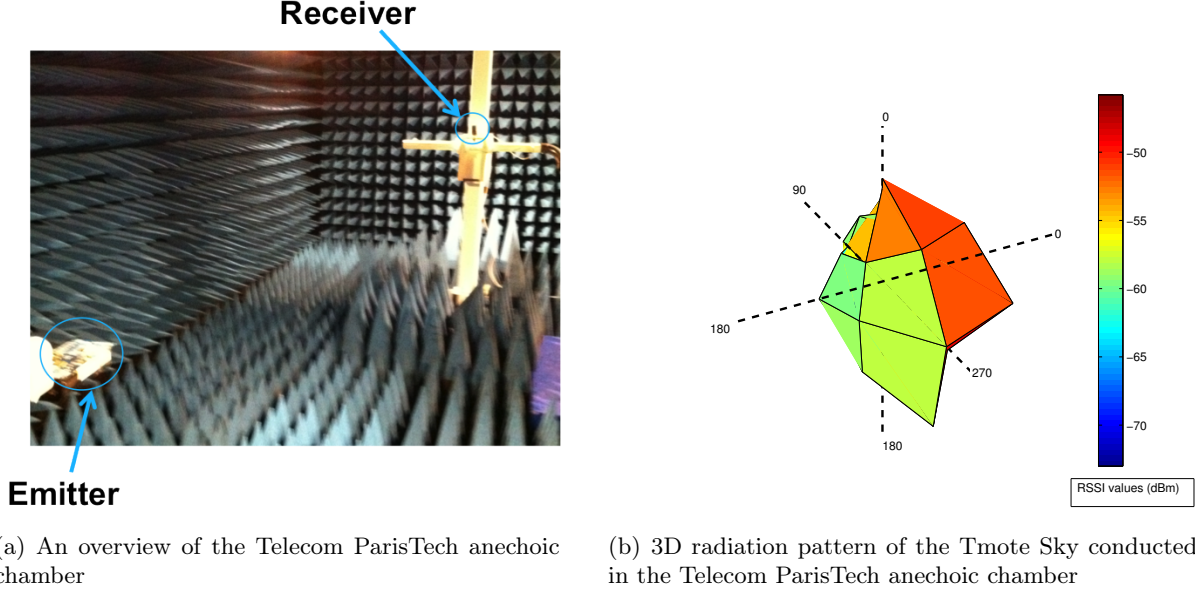 Receiver
Emitter
(a) An overview of the Telecom ParisTech anechoic
chamber
0
90
0
180
270
180
-50
-55
-60
-65
-70
RSSI values (dBm)
(b) 3D radiation pattern of the Tmote Sky conducted
in the Telecom ParisTech anechoic chamber